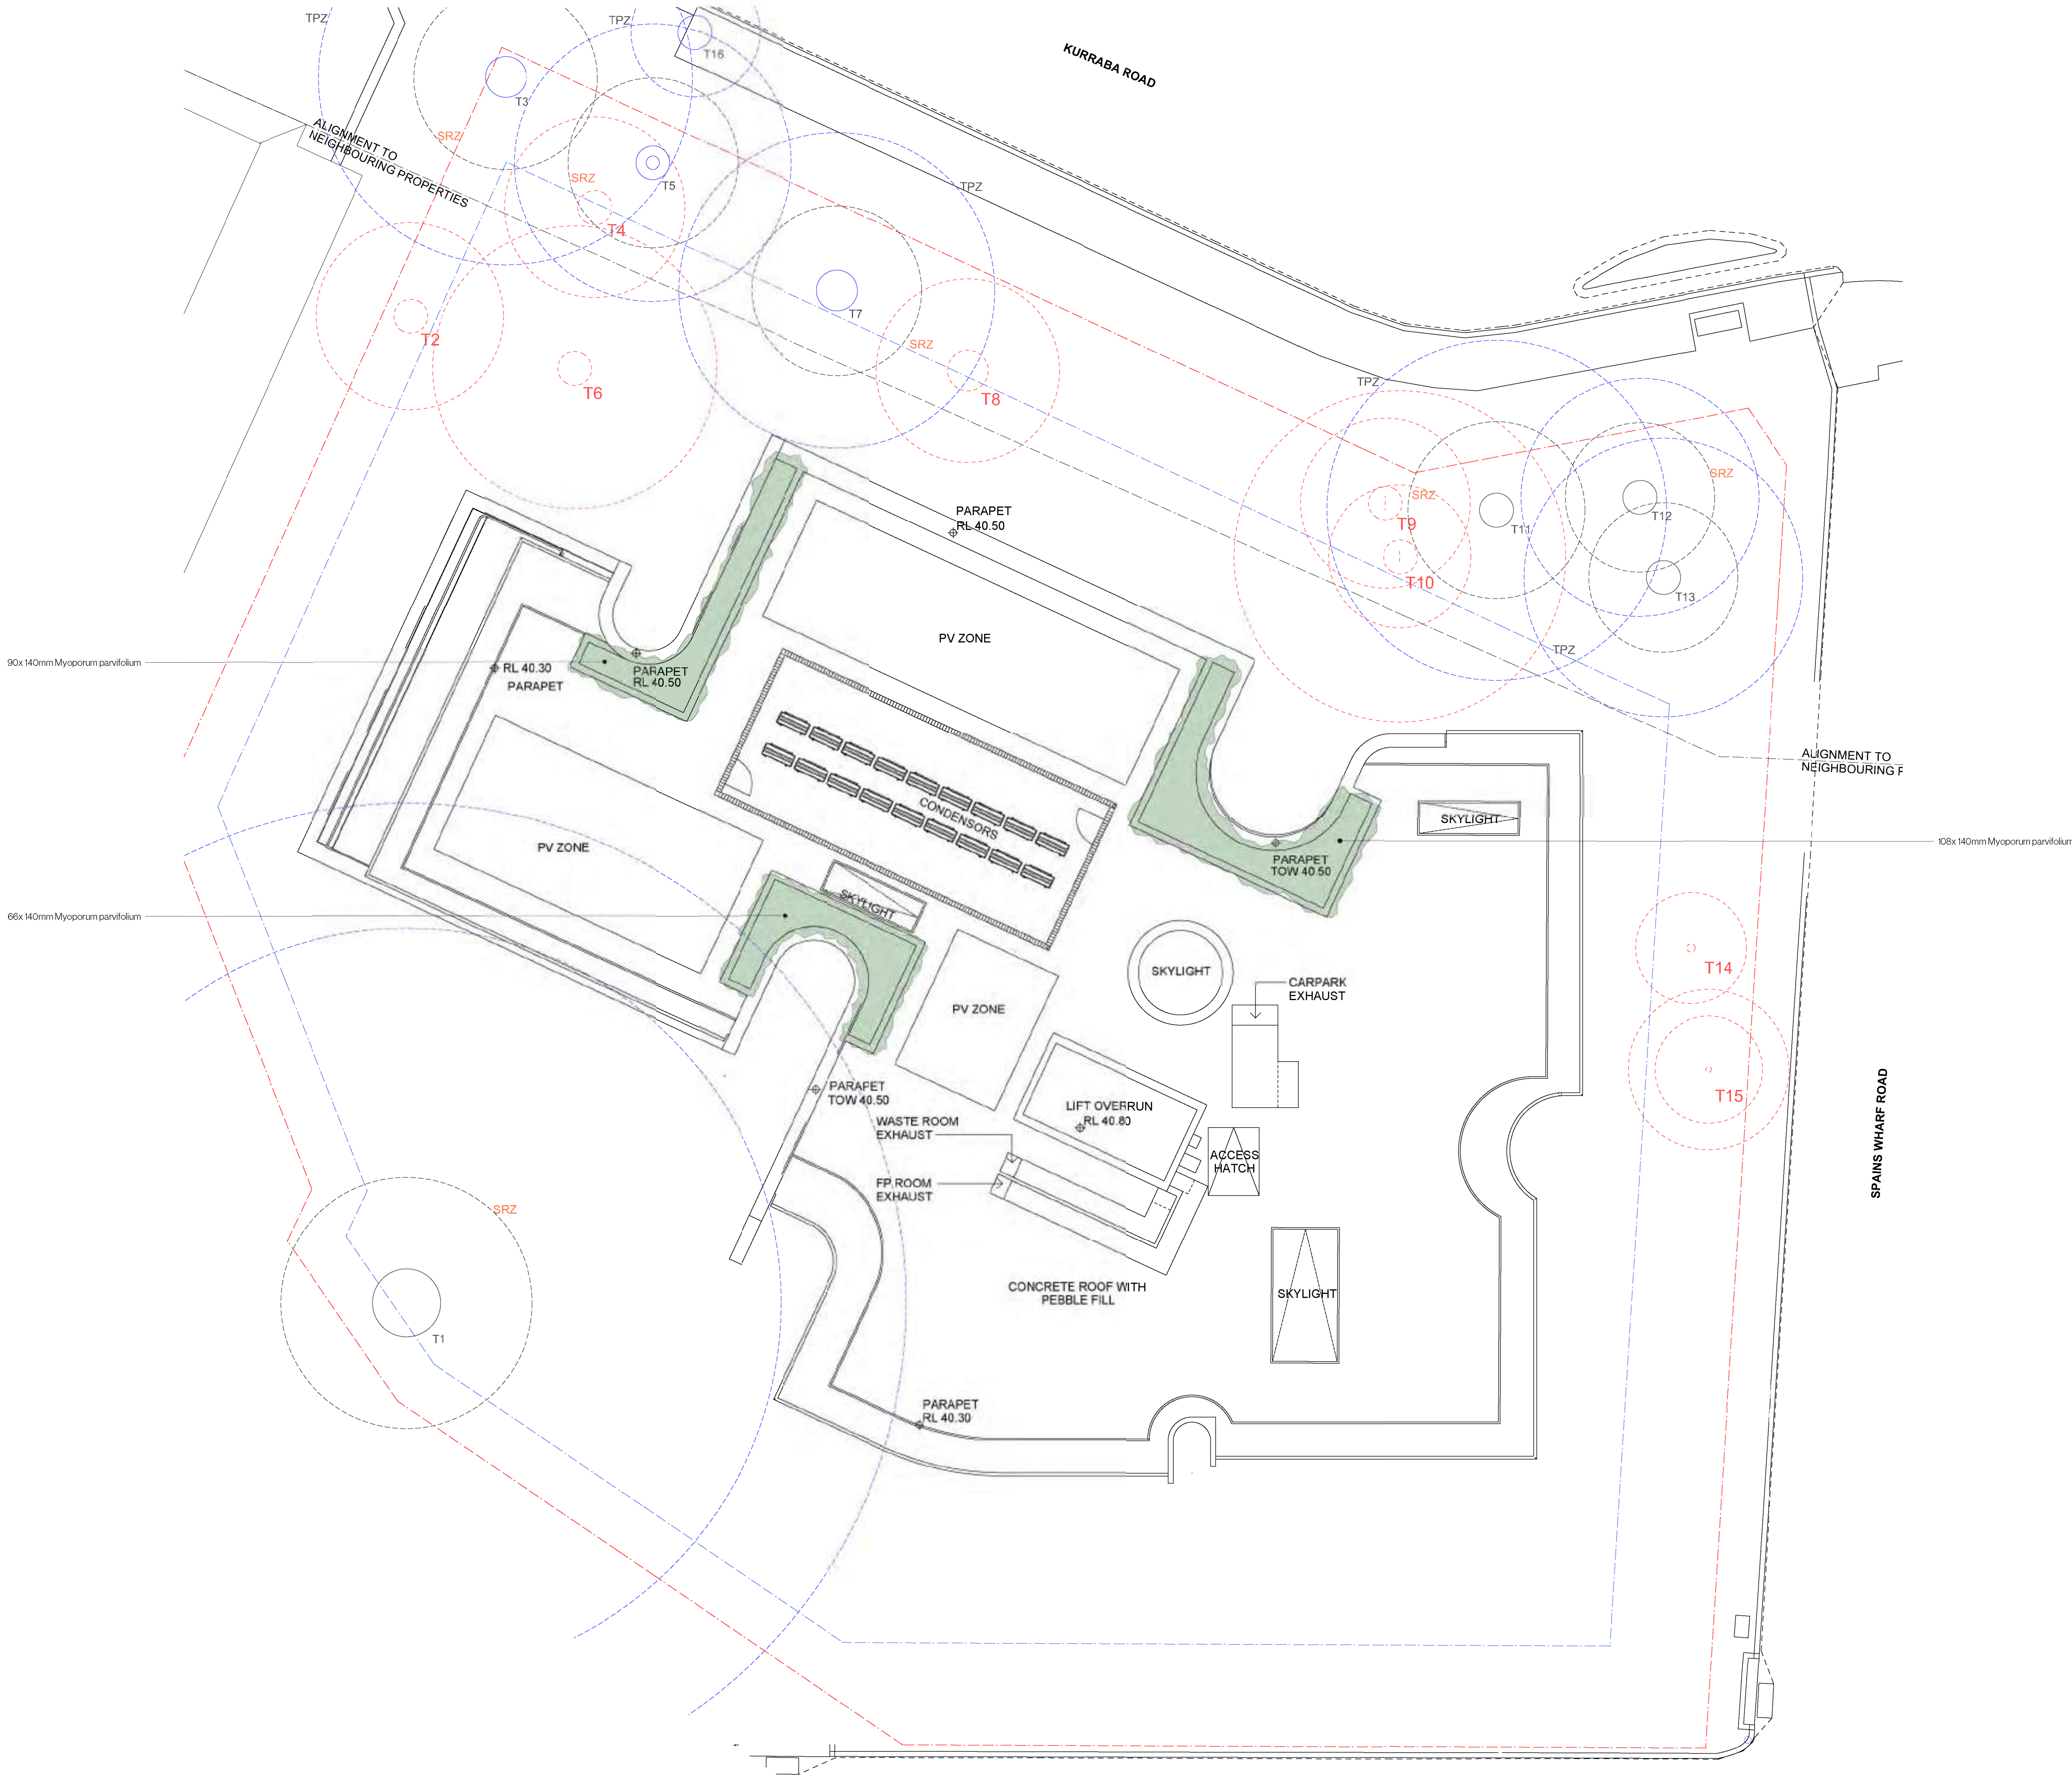 TPZ
TPZ
T16
KURRABA ROAD
T3
SRZ
ALIGNMENT TO
NEIGHBOURING PROPERTIES
SRZ
T5
TPZ
T4
T7
T2
SRZ
T6
T8
TPZ
SRZ
SRZ
T9
T11
T12
T10
T13
PARAPET
RL 40.50
PV ZONE
TPZ
90x 140mm Myoporum parvifolium
RL 40.30
PARAPET
PARAPET
RL 40.50
ALIGNMENT TO
NEIGHBOURING
CONDENSORS
SKYLIGHT
108x 140mm Myoporum parvifolium
PV ZONE
PARAPET
TOW 40.50
SKYLIGHT
66x 140mm Myoporum parvifolium
SKYLIGHT
T14
CARPARK
EXHAUST
PV ZONE
PARAPET
TOW 40.50
T15
LIFT OVERRUN
RL 40.80
WASTE ROOM
EXHAUST
SPAINS WHARF ROAD
ACCESS
HATCH
FP ROOM
EXHAUST
SRZ
CONCRETE ROOF WITH
PEBBLE FILL
SKYLIGHT
T1
PARAPET
RL 40.30